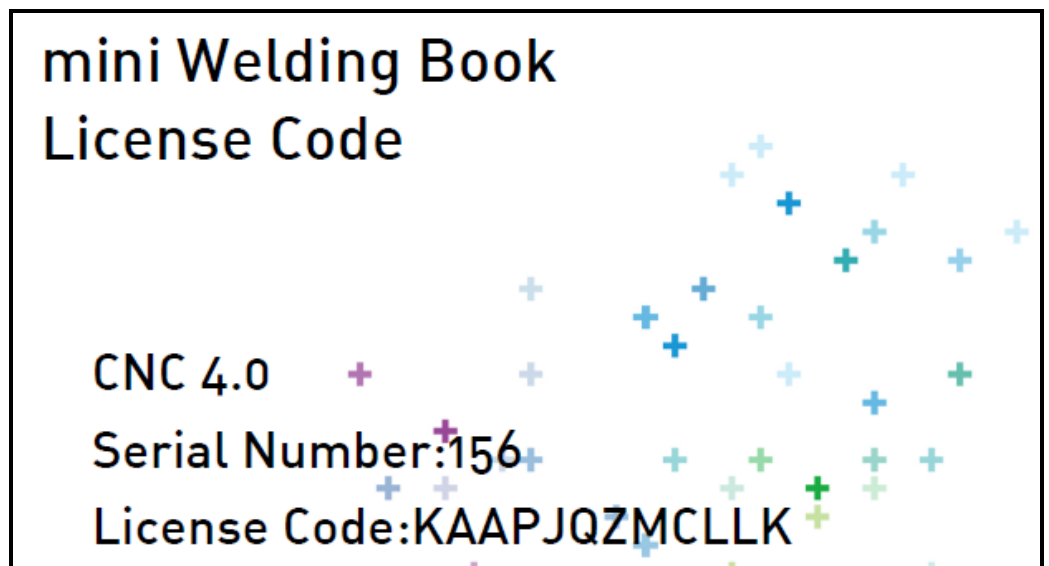 mini Welding Book
License Code
CNC 4.0
Serial Number:156
License Code:KAAPJQZMCLLK